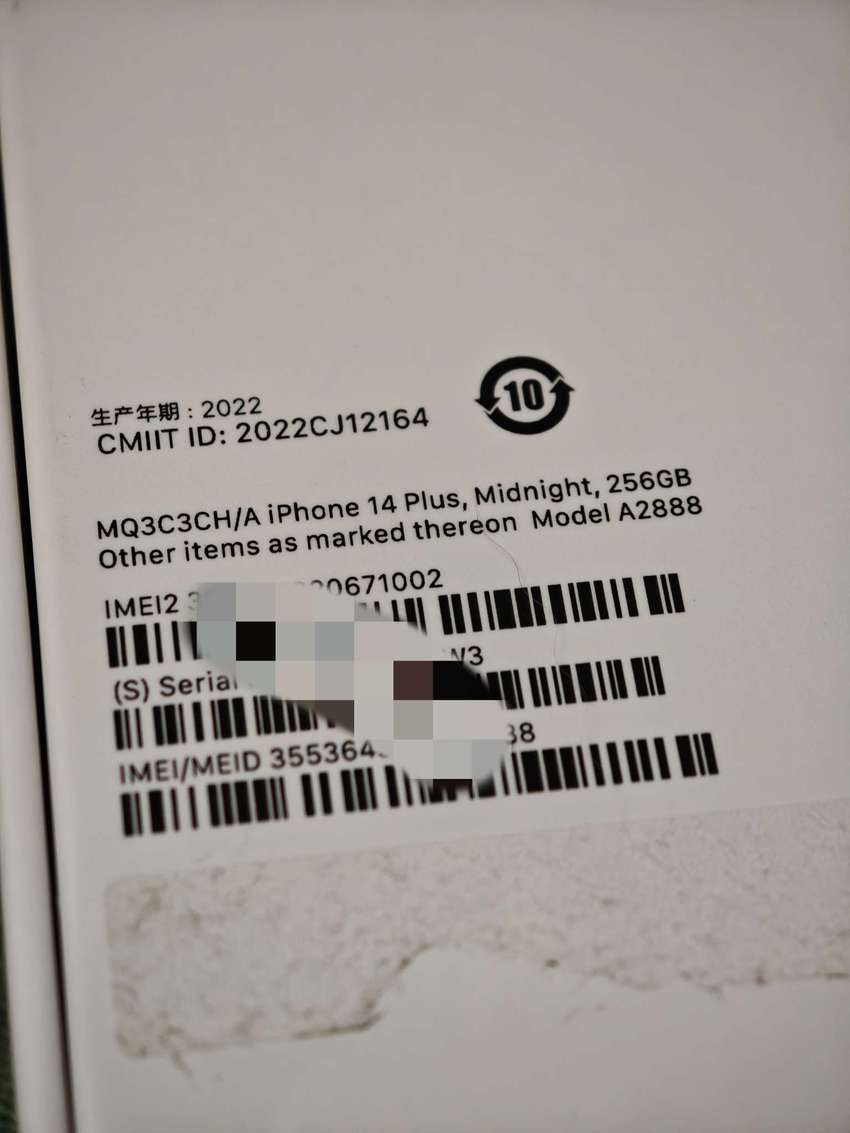 生产年期：2022
CMIIT ID: 2022CJ12164
10
MQ3C3CH/A iPhone 14 Plus, Midnight, 256GB
Other items as marked thereon Model A2888
IMEI2
(S) Serial
IMEI/MEID